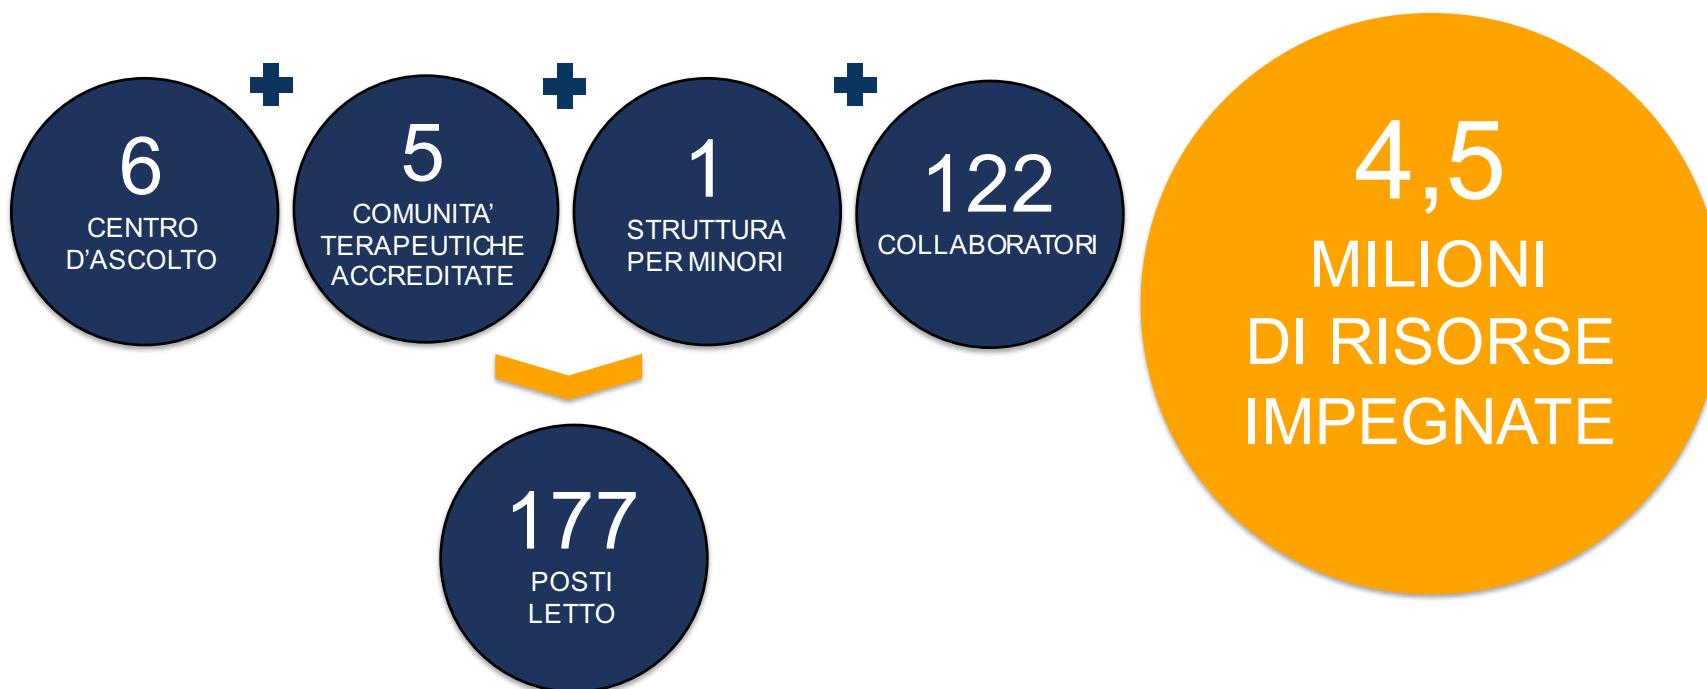 6
CENTRO
D'ASCOLTO
5
COMUNITA'
TERAPEUTICHE
ACCREDITATE
1
STRUTTURA
PER MINORI
122
COLLABORATORI
4,5
MILIONI
DI RISORSE
IMPEGNATE
177
POSTI
LETTO